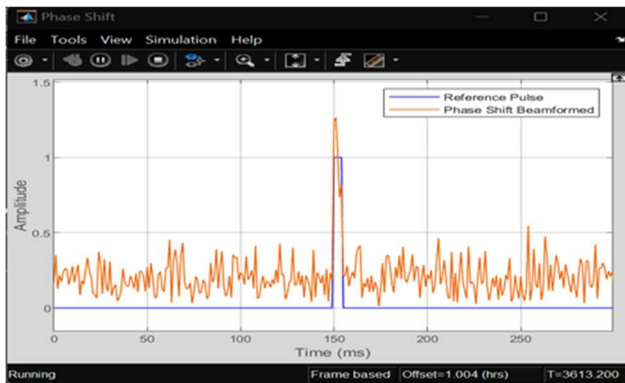 Phase Shift
File Tools View Simulation Help
1.5
Reference Pulse
Phase Shift Beamformed
1
Amplitude
0.5
0
0 50 100 150 200 250
Time (ms)
Running Frame based Offset=1.004 (hrs) T=3613.200